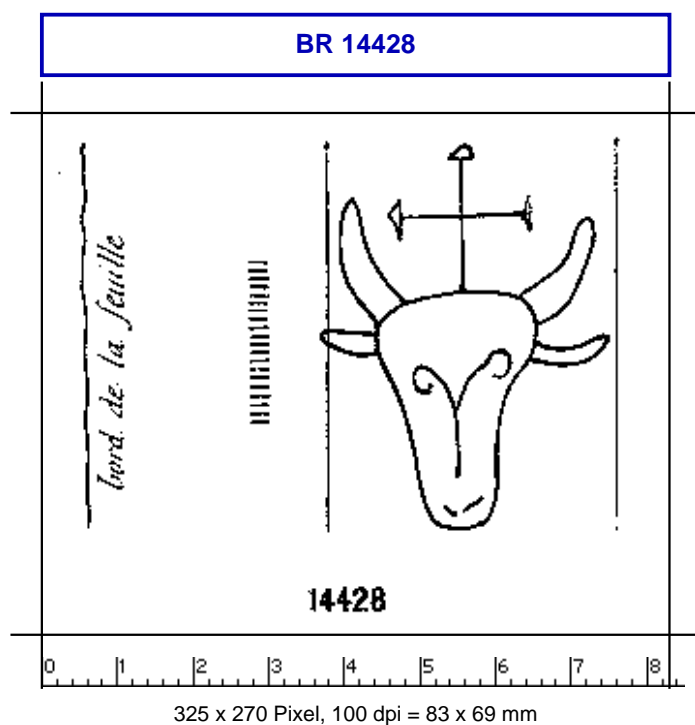 BR 14428
bord. de la feuille
14428
0 1 2 3 4 5 6 7 8
325 x 270 Pixel, 100 dpi = 83 x 69 mm